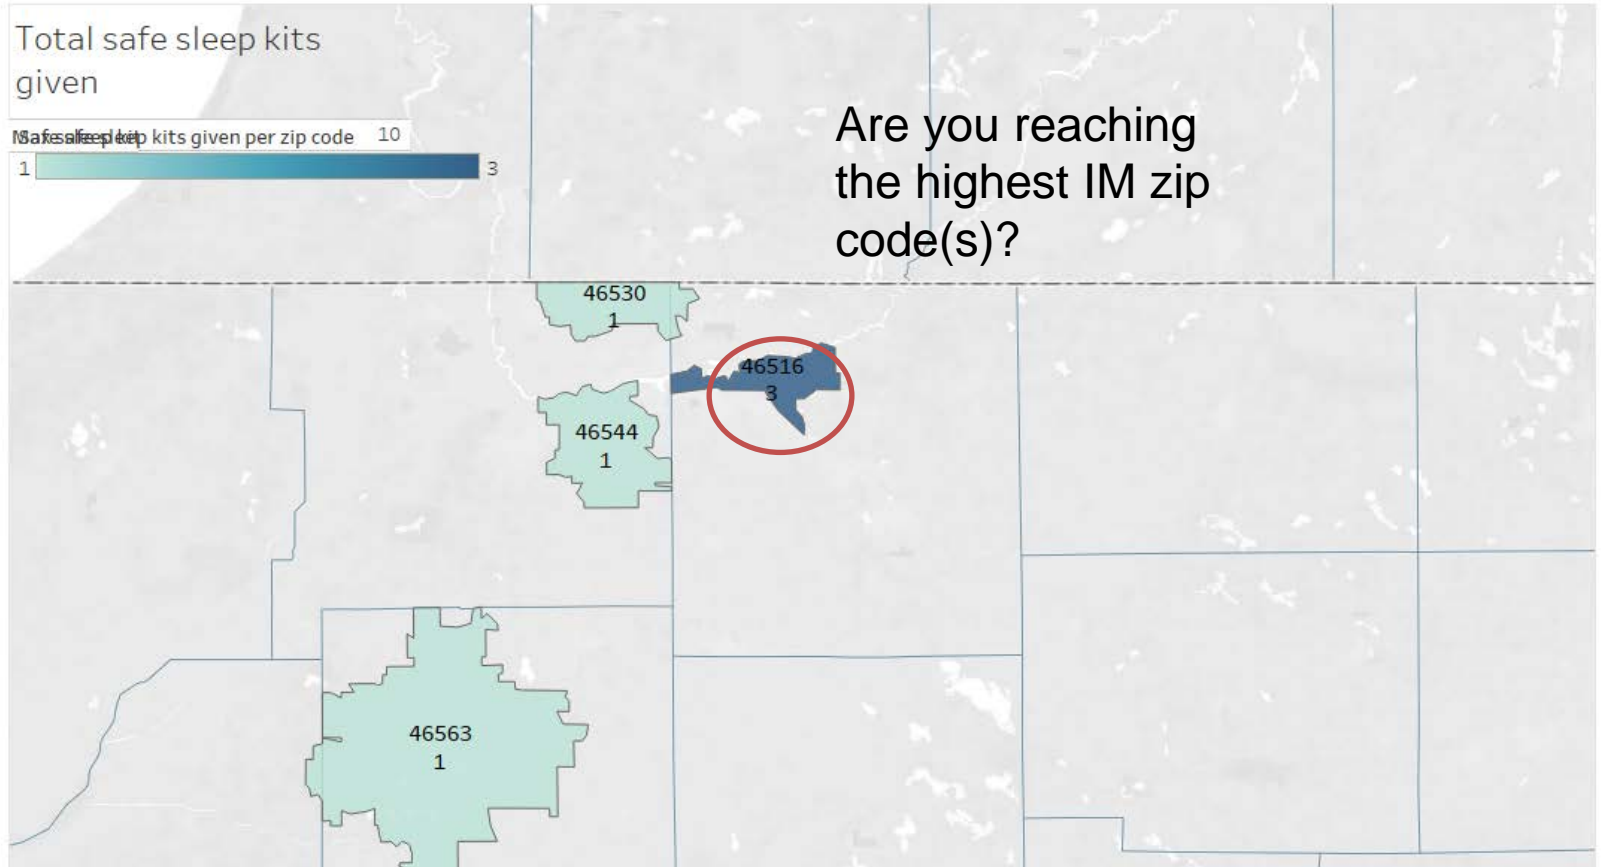 Total safe sleep kits
given
kits given per zip code 10
1 3
Are you reaching
the highest IM zip
code(s)?
46530
1
46516
3
46544
1
46563
1